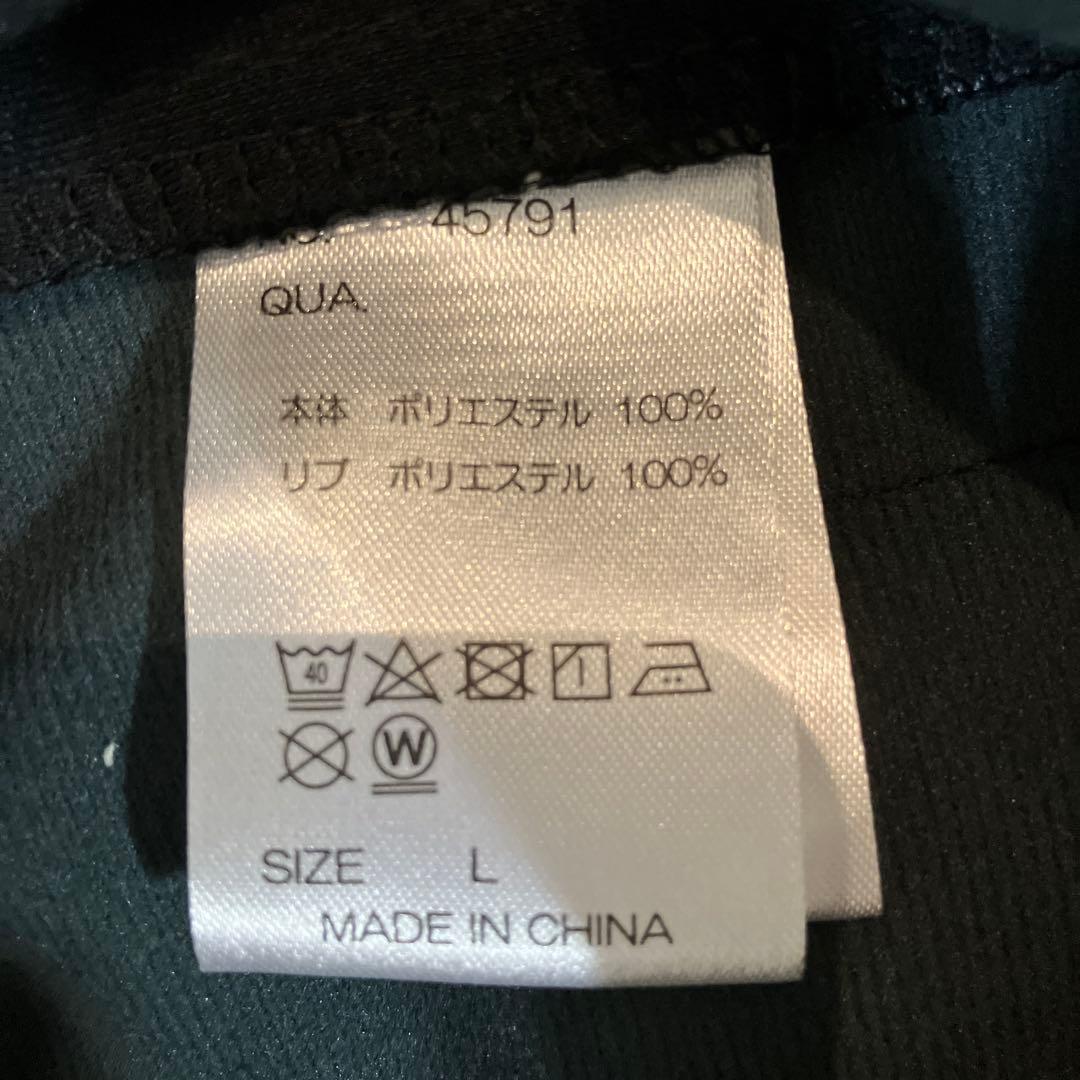 45791
QUA.
本体 ポリエステル 100%
リブ ポリエステル 100%
40
W
SIZE L
MADE IN CHINA